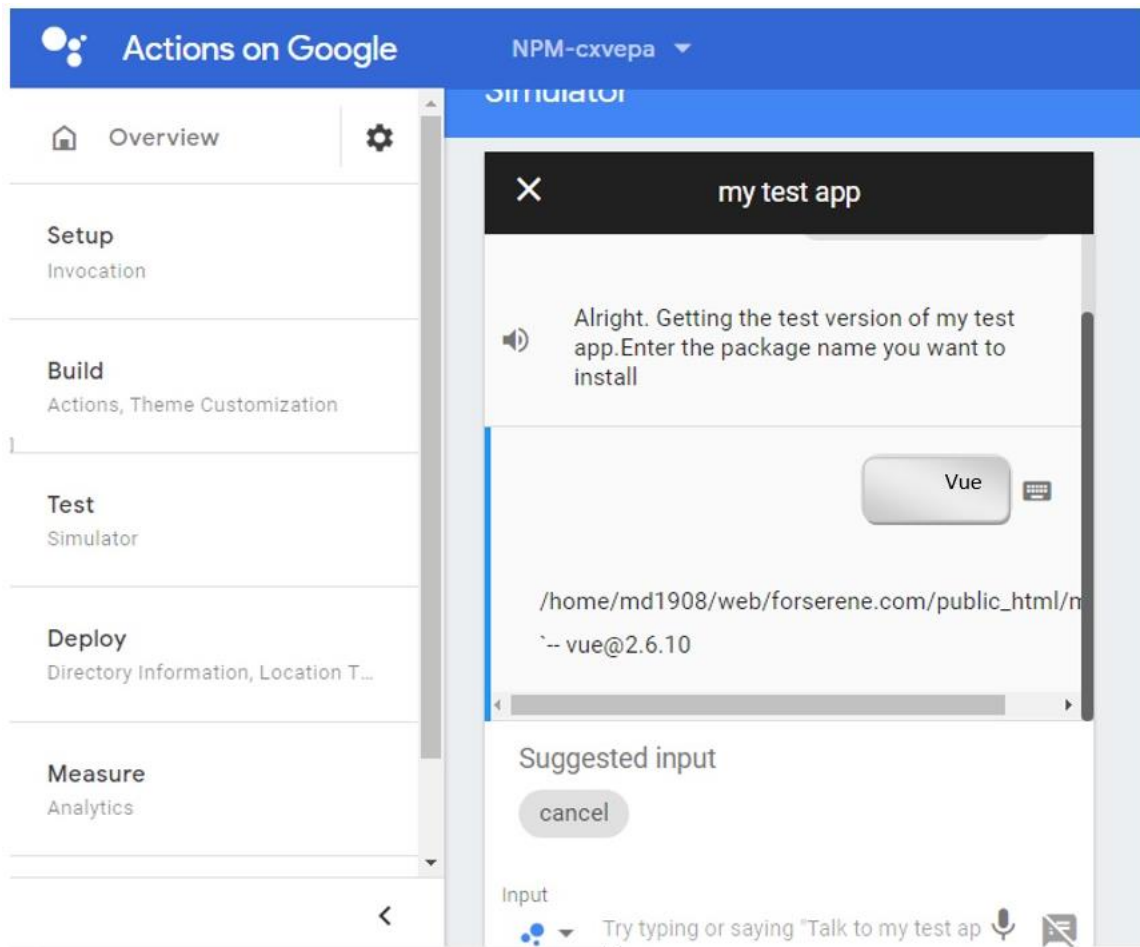 Actions on Google
NPM-cxvepa
Simulator
Overview
my test app
Setup
Invocation
Alright. Getting the test version of my test
app.Enter the package name you want to
install
Build
Actions, Theme Customization
Vue
Test
Simulator
/home/md1908/web/forserene.com/public_html/
`-- vue@2.6.10
Deploy
Directory Information, Location T...
Suggested input
cancel
Measure
Analytics
Input
Try typing or saying "Talk to my test ap